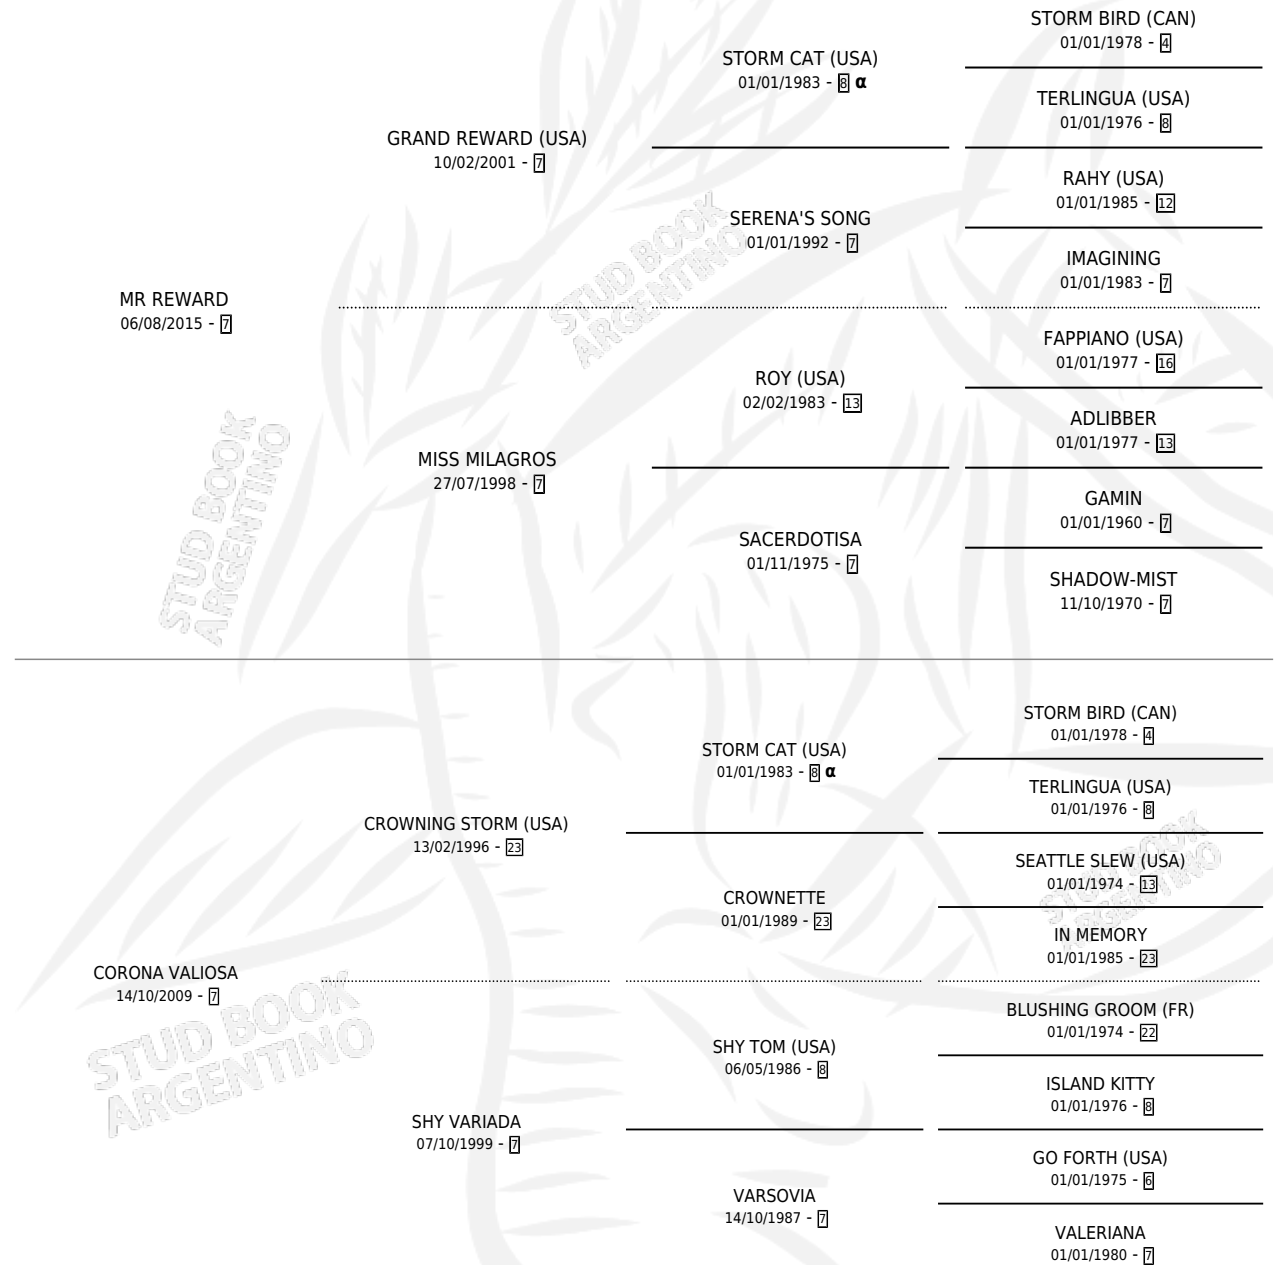 STORM BIRD (CAN)
01/01/1978 - 4
STORM CAT (USA)
01/01/1983 - 8 α
TERLINGUA (USA)
01/01/1976 - 8
GRAND REWARD (USA)
10/02/2001 - 7
RAHY (USA)
01/01/1985 - 12
SERENA'S SONG
01/01/1992 - 7
IMAGINING
01/01/1983 - 7
MR REWARD
06/08/2015 - 7
FAPPIANO (USA)
01/01/1977 - 16
ROY (USA)
02/02/1983 - 13
ADLIBBER
01/01/1977 - 13
MISS MILAGROS
27/07/1998 - 7
GAMIN
01/01/1960 - 7
SACERDOTISA
01/11/1975 - 7
SHADOW-MIST
11/10/1970 - 7
STORM BIRD (CAN)
01/01/1978 - 4
STORM CAT (USA)
01/01/1983 - 8 α
TERLINGUA (USA)
01/01/1976 - 8
CROWNING STORM (USA)
13/02/1996 - 23
SEATTLE SLEW (USA)
01/01/1974 - 13
CROWNETTE
01/01/1989 - 23
IN MEMORY
01/01/1985 - 23
CORONA VALIOSA
14/10/2009 - 7
BLUSHING GROOM (FR)
01/01/1974 - 22
SHY TOM (USA)
06/05/1986 - 8
ISLAND KITTY
01/01/1976 - 8
SHY VARIADA
07/10/1999 - 7
GO FORTH (USA)
01/01/1975 - 6
VARSOVIA
14/10/1987 - 7
VALERIANA
01/01/1980 - 7
STUD BOOK
ARGENTINO
STUD BOOK
ARGENTINO
STUD BOOK
ARGENTINO
STUD BOOK
ARGENTINO